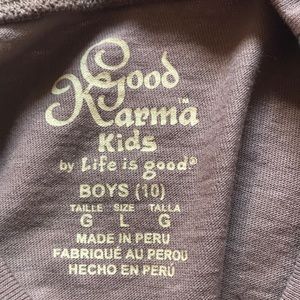 Good
Karma™
Kids
by Life is good®
BOYS (10)
TAILLE SIZE TALLA
G L G
MADE IN PERU
FABRIQUÉ AU PEROU
HECHO EN PERÚ